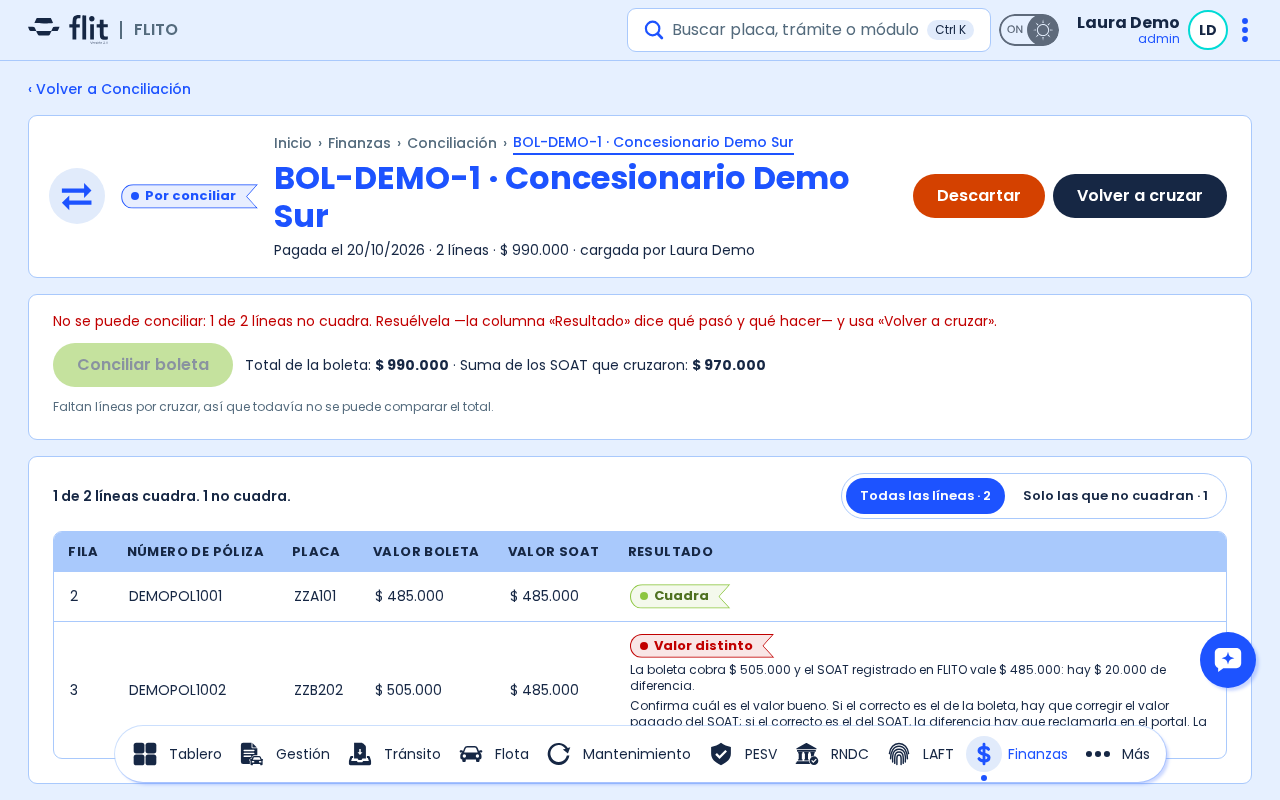 flit
FLITO
Buscar placa, trámite o módulo
Ctrl K
ON
Laura Demo
admin
LD
‹ Volver a Conciliación
Inicio › Finanzas › Conciliación › BOL-DEMO-1 · Concesionario Demo Sur
Por conciliar
BOL-DEMO-1 · Concesionario Demo
Sur
Pagada el 20/10/2026 · 2 líneas · $ 990.000 · cargada por Laura Demo
Descartar
Volver a cruzar
No se puede conciliar: 1 de 2 líneas no cuadra. Resuélvela —la columna «Resultado» dice qué pasó y qué hacer— y usa «Volver a cruzar».
Conciliar boleta
Total de la boleta: $ 990.000 · Suma de los SOAT que cruzaron: $ 970.000
Faltan líneas por cruzar, así que todavía no se puede comparar el total.
1 de 2 líneas cuadra. 1 no cuadra.
Todas las líneas · 2
Solo las que no cuadran · 1
FILA NÚMERO DE PÓLIZA PLACA VALOR BOLETA VALOR SOAT RESULTADO
2 DEMOPOL1001 ZZA101 $ 485.000 $ 485.000 Cuadra
Valor distinto
3 DEMOPOL1002 ZZB202 $ 505.000 $ 485.000
La boleta cobra $ 505.000 y el SOAT registrado en FLITO vale $ 485.000: hay $ 20.000 de
diferencia.
Confirma cuál es el valor bueno. Si el correcto es el de la boleta, hay que corregir el valor
pagado del SOAT; si el correcto es el del SOAT, la diferencia hay que reclamarla en el portal. La
Tablero
Gestión
Tránsito
Flota
Mantenimiento
PESV
RNDC
LAFT
Finanzas
Más